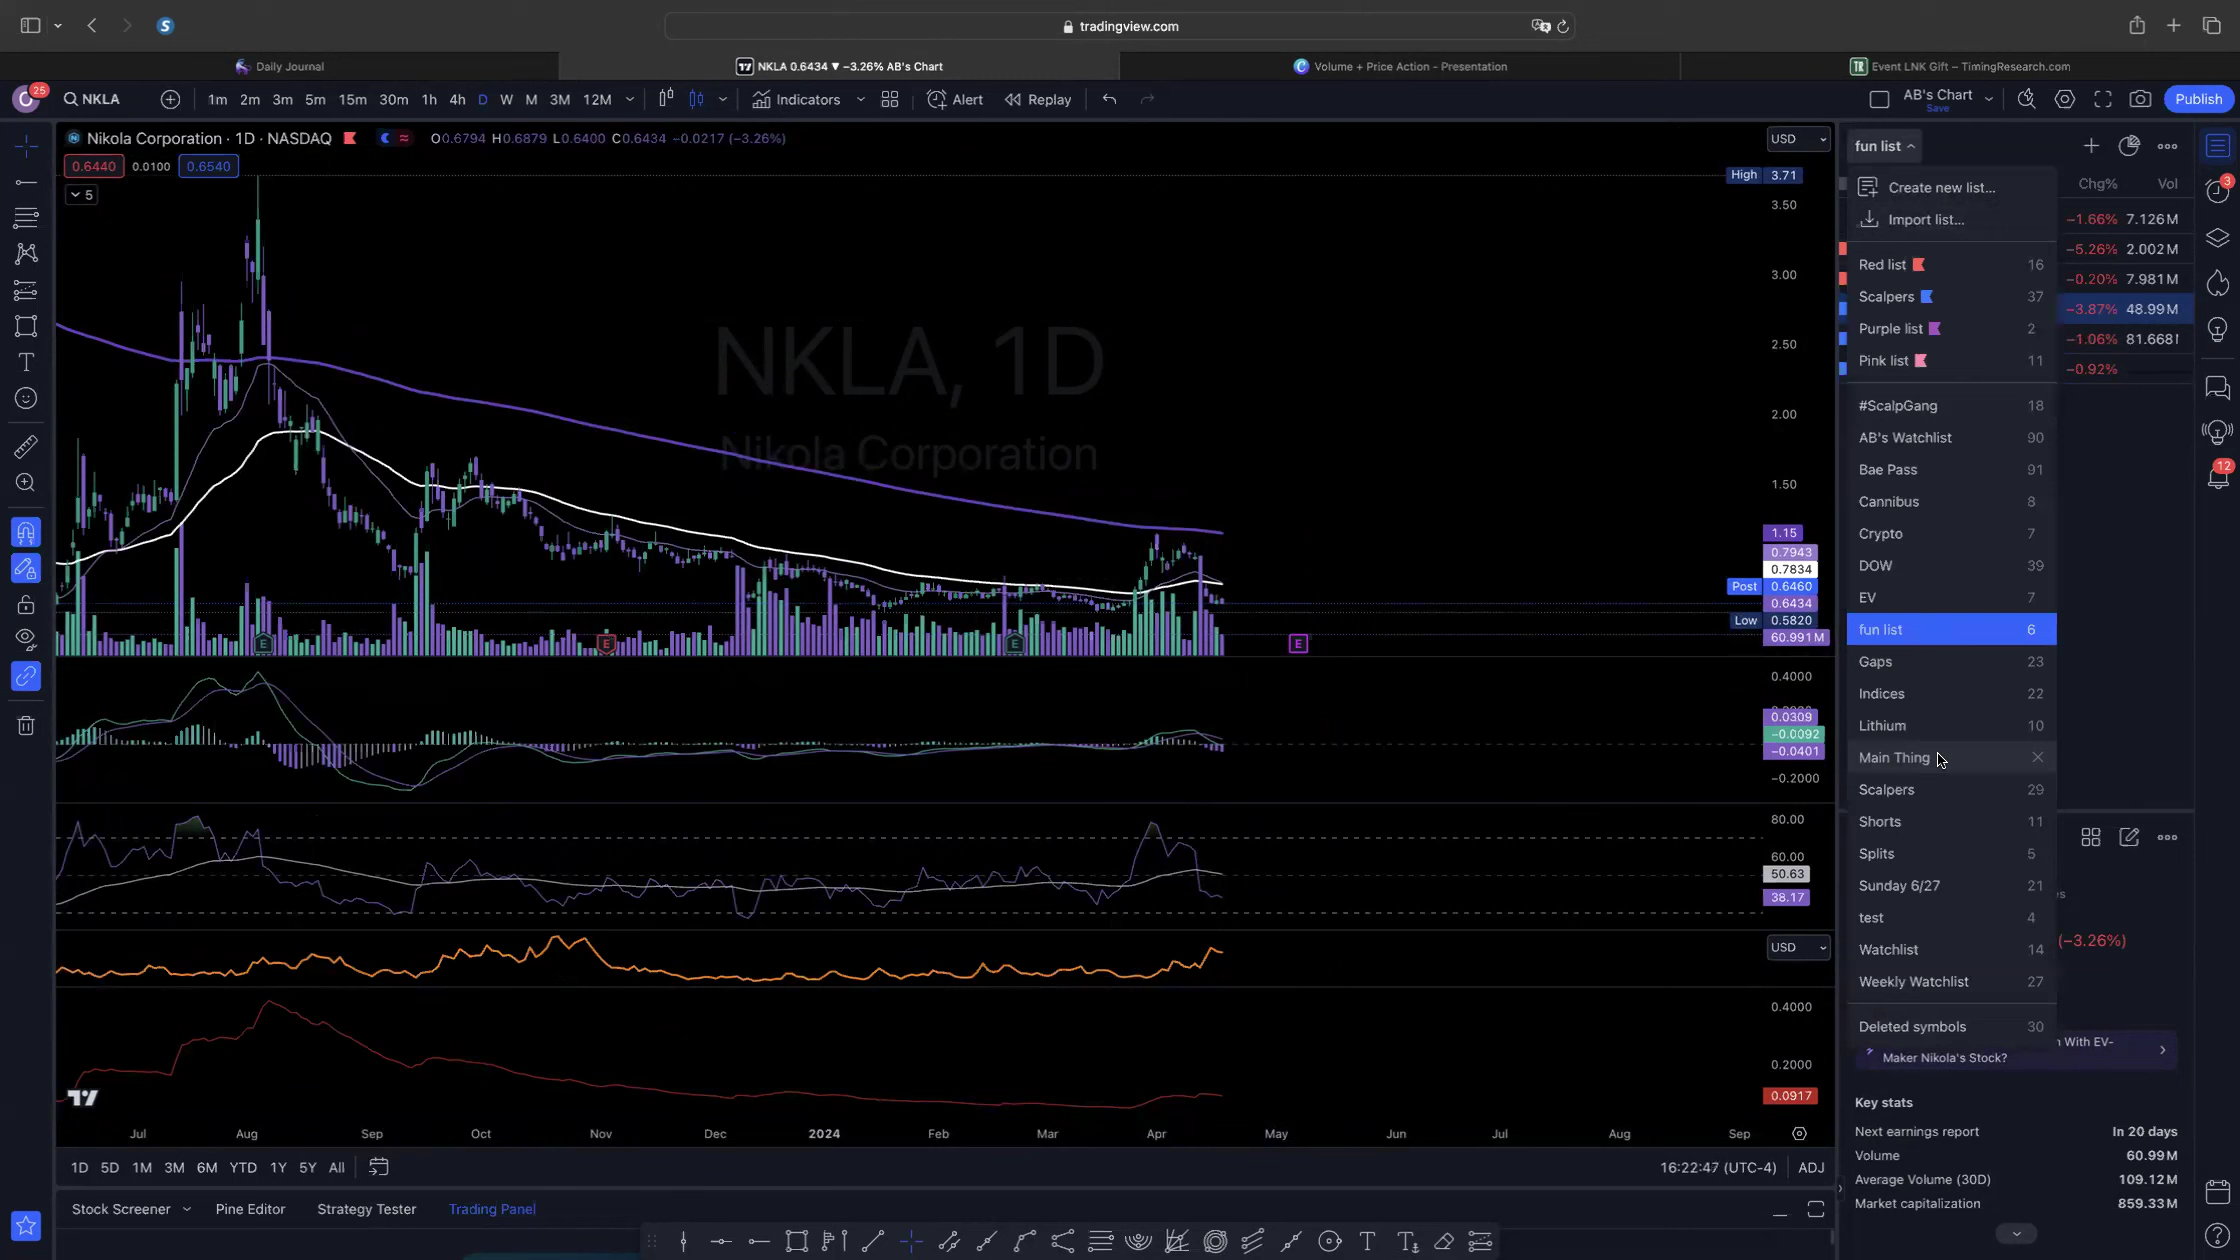 tradingview.com
Daily Journal
NKLA 0.6434 ▼ −3.26% AB's Chart
Volume + Price Action - Presentation
Event LNK Gift – TimingResearch.com
25
NKLA
1m 2m 3m 5m 15m 30m 1h 4h D W M 3M 12M
Indicators
Alert
Replay
AB's Chart
Save
Publish
Nikola Corporation · 1D · NASDAQ
O0.6794 H0.6879 L0.6400 C0.6434 −0.0217 (−3.26%)
USD
0.6440 0.0100 0.6540
5
High 3.71
3.50
3.00
2.50
2.00
1.50
1.15
0.7943
0.7834
Post 0.6460
0.6434
Low 0.5820
60.991M
NKLA, 1D
Nikola Corporation
E
E
E
E
0.4000
0.0309
−0.0092
−0.0401
−0.2000
80.00
60.00
50.63
38.17
USD
0.4000
0.2000
0.0917
Jul Aug Sep Oct Nov Dec 2024 Feb Mar Apr May Jun Jul Aug Sep
1D 5D 1M 3M 6M YTD 1Y 5Y All
16:22:47 (UTC-4) ADJ
Stock Screener Pine Editor Strategy Tester Trading Panel
fun list
Chg% Vol
−1.66% 7.126M
−5.26% 2.002M
−0.20% 7.981M
−3.87% 48.99M
−1.06% 81.668
−0.92%
Create new list...
Import list...
Red list 16
Scalpers 37
Purple list 2
Pink list 11
#ScalpGang 18
AB's Watchlist 90
Bae Pass 91
Cannibus 8
Crypto 7
DOW 39
EV 7
fun list 6
Gaps 23
Indices 22
Lithium 10
Main Thing
Scalpers 29
Shorts 11
Splits 5
Sunday 6/27 21
test 4
Watchlist 14
Weekly Watchlist 27
Deleted symbols 30
(−3.26%)
With EV-
Maker Nikola's Stock?
Key stats
Next earnings report In 20 days
Volume 60.99M
Average Volume (30D) 109.12M
Market capitalization 859.33M
3
12